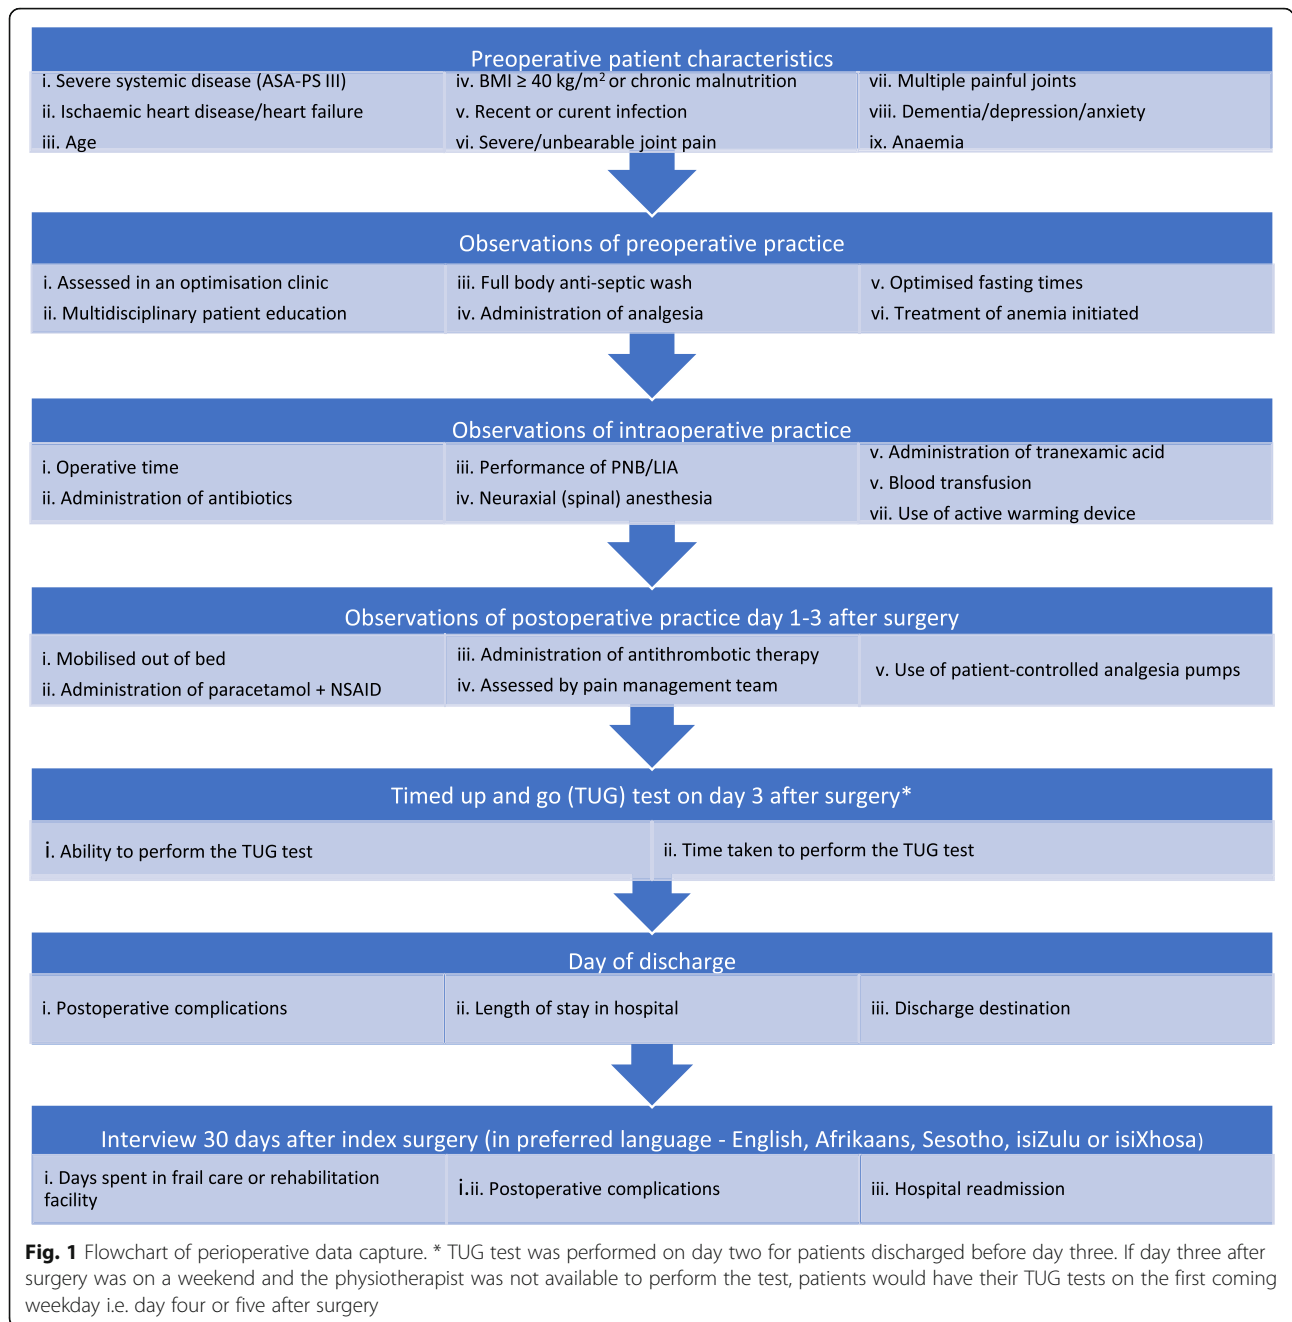 Preoperative patient characteristics
i. Severe systemic disease (ASA-PS III)
ii. Ischaemic heart disease/heart failure
iii. Age
iv. BMI ≥ 40 kg/m² or chronic malnutrition
v. Recent or curent infection
vi. Severe/unbearable joint pain
vii. Multiple painful joints
viii. Dementia/depression/anxiety
ix. Anaemia
Observations of preoperative practice
i. Assessed in an optimisation clinic
ii. Multidisciplinary patient education
iii. Full body anti-septic wash
iv. Administration of analgesia
v. Optimised fasting times
vi. Treatment of anemia initiated
Observations of intraoperative practice
i. Operative time
ii. Administration of antibiotics
iii. Performance of PNB/LIA
iv. Neuraxial (spinal) anesthesia
v. Administration of tranexamic acid
v. Blood transfusion
vii. Use of active warming device
Observations of postoperative practice day 1-3 after surgery
i. Mobilised out of bed
ii. Administration of paracetamol + NSAID
iii. Administration of antithrombotic therapy
iv. Assessed by pain management team
v. Use of patient-controlled analgesia pumps
Timed up and go (TUG) test on day 3 after surgery*
i. Ability to perform the TUG test
ii. Time taken to perform the TUG test
Day of discharge
i. Postoperative complications
ii. Length of stay in hospital
iii. Discharge destination
Interview 30 days after index surgery (in preferred language - English, Afrikaans, Sesotho, isiZulu or isiXhosa)
i. Days spent in frail care or rehabilitation
facility
i.ii. Postoperative complications
iii. Hospital readmission
Fig. 1 Flowchart of perioperative data capture. * TUG test was performed on day two for patients discharged before day three. If day three after
surgery was on a weekend and the physiotherapist was not available to perform the test, patients would have their TUG tests on the first coming
weekday i.e. day four or five after surgery